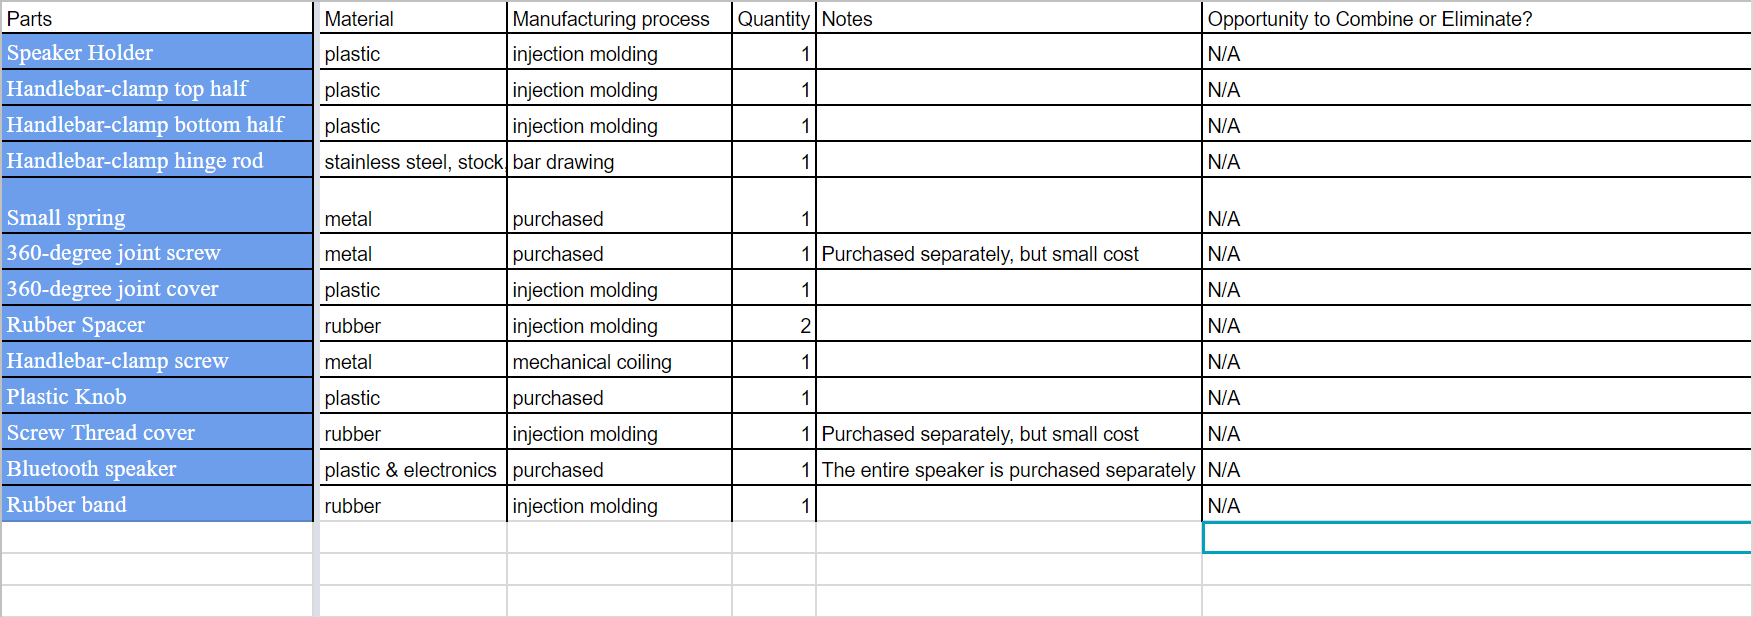 Parts Material Manufacturing process Quantity Notes Opportunity to Combine or Eliminate?
Speaker Holder plastic injection molding 1 N/A
Handlebar-clamp top half plastic injection molding 1 N/A
Handlebar-clamp bottom half plastic injection molding 1 N/A
Handlebar-clamp hinge rod stainless steel, stock, bar drawing 1 N/A
Small spring metal purchased 1 N/A
360-degree joint screw metal purchased 1 Purchased separately, but small cost N/A
360-degree joint cover plastic injection molding 1 N/A
Rubber Spacer rubber injection molding 2 N/A
Handlebar-clamp screw metal mechanical coiling 1 N/A
Plastic Knob plastic purchased 1 N/A
Screw Thread cover rubber injection molding 1 Purchased separately, but small cost N/A
Bluetooth speaker plastic & electronics purchased 1 The entire speaker is purchased separately N/A
Rubber band rubber injection molding 1 N/A